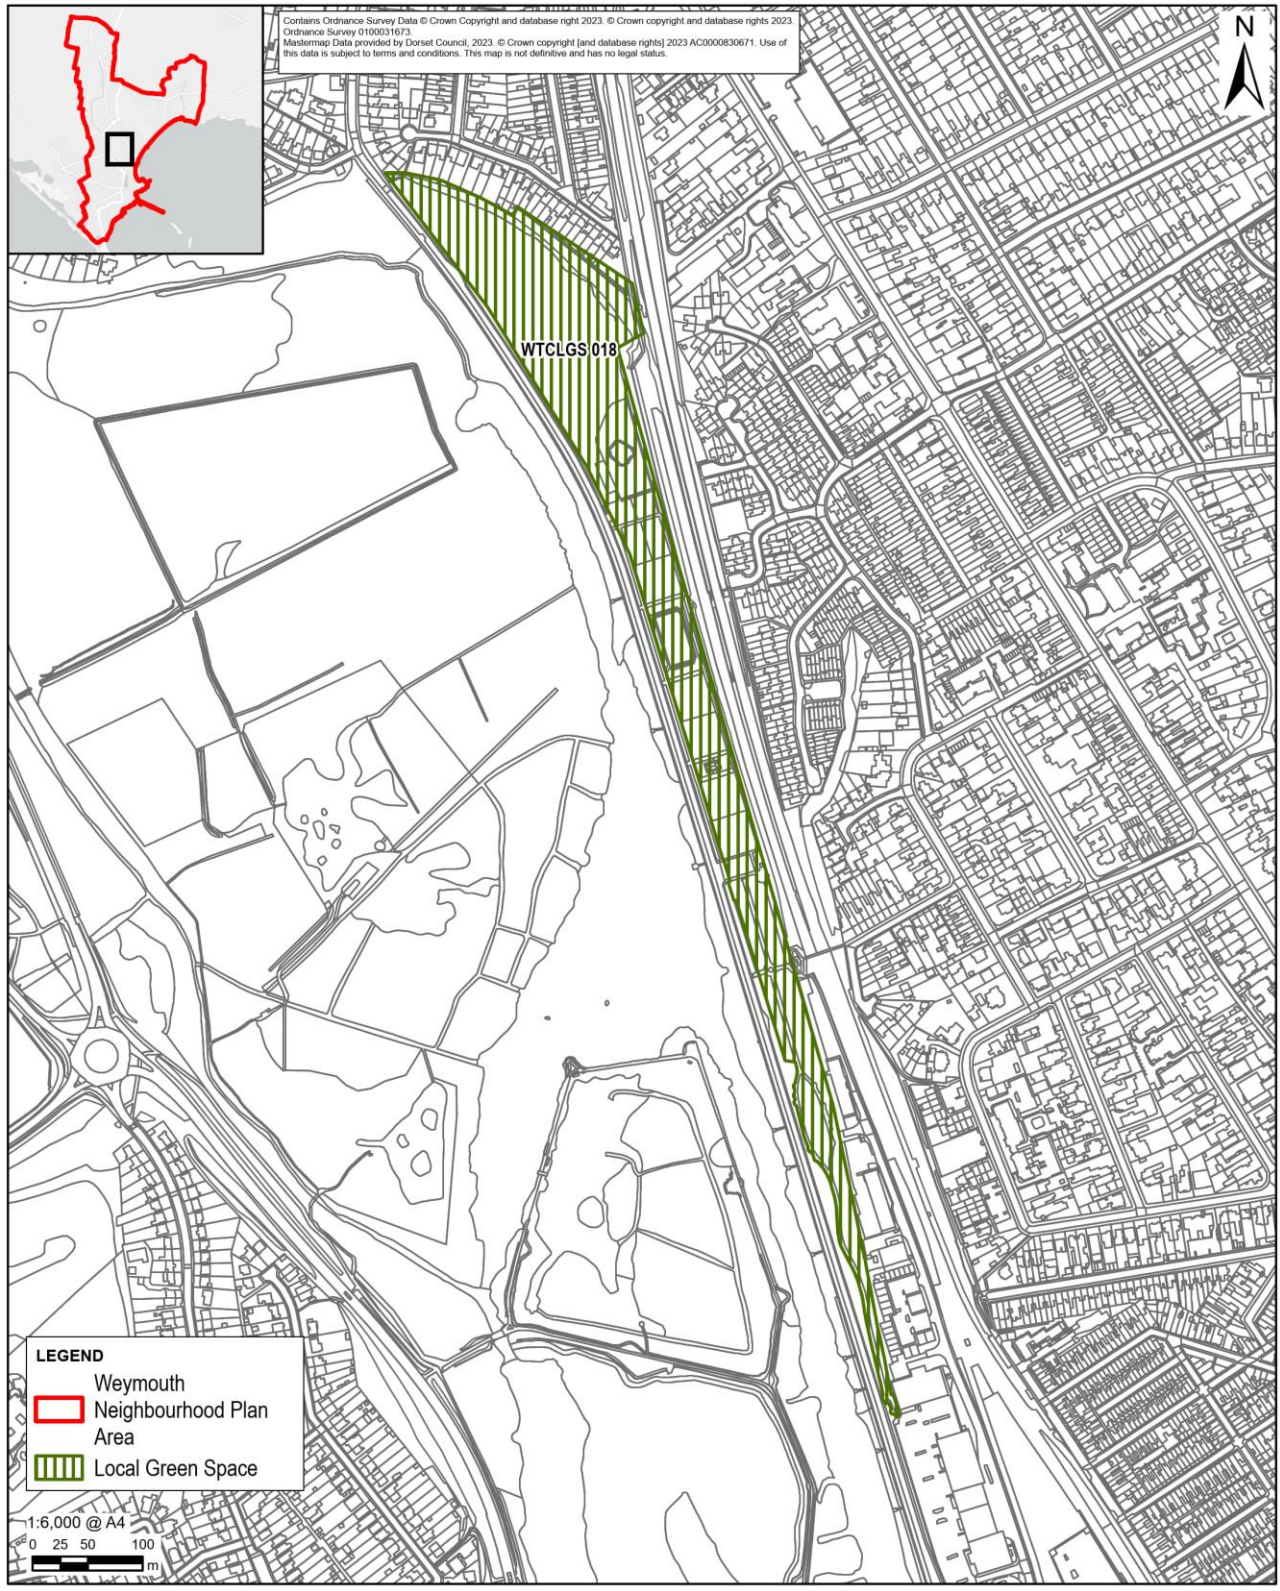 Contains Ordnance Survey Data © Crown Copyright and database right 2023. © Crown copyright and database rights 2023.
Ordnance Survey 0100031673.
Mastermap Data provided by Dorset Council, 2023. © Crown copyright [and database rights] 2023 AC0000830671. Use of
this data is subject to terms and conditions. This map is not definitive and has no legal status.
N
WTCLGS 018
LEGEND
Weymouth
Neighbourhood Plan
Area
Local Green Space
1:6,000 @ A4
0 25 50 100
m